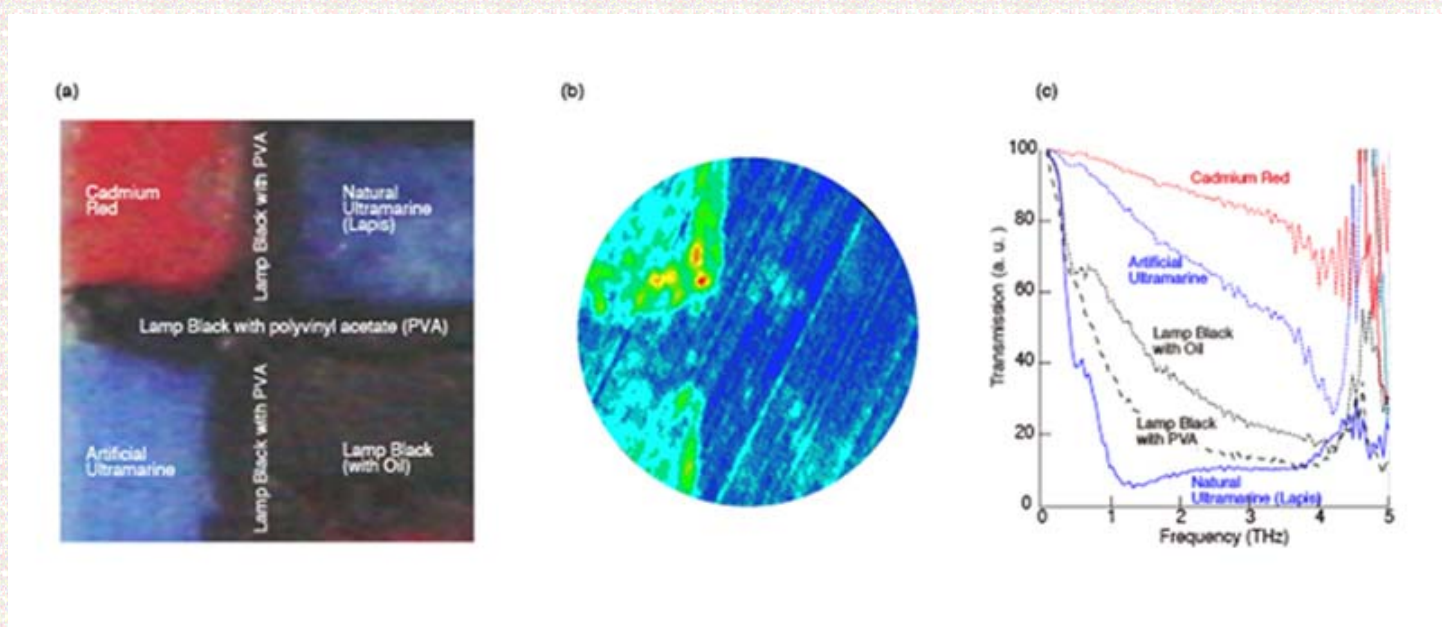 (a)
Cadmium
Red
Lamp Black with PVA
Natural
Ultramarine
(Lapis)
Lamp Black with polyvinyl acetate (PVA)
Artificial
Ultramarine
Lamp Black with PVA
Lamp Black
(with Oil)
(b)
(c)
Transmission (a. u. )
100
80
60
40
20
0
Cadmium Red
Artificial
Ultramarine
Lamp Black
with Oil
Lamp Black
with PVA
Natural
Ultramarine (Lapis)
0 1 2 3 4 5
Frequency (THz)